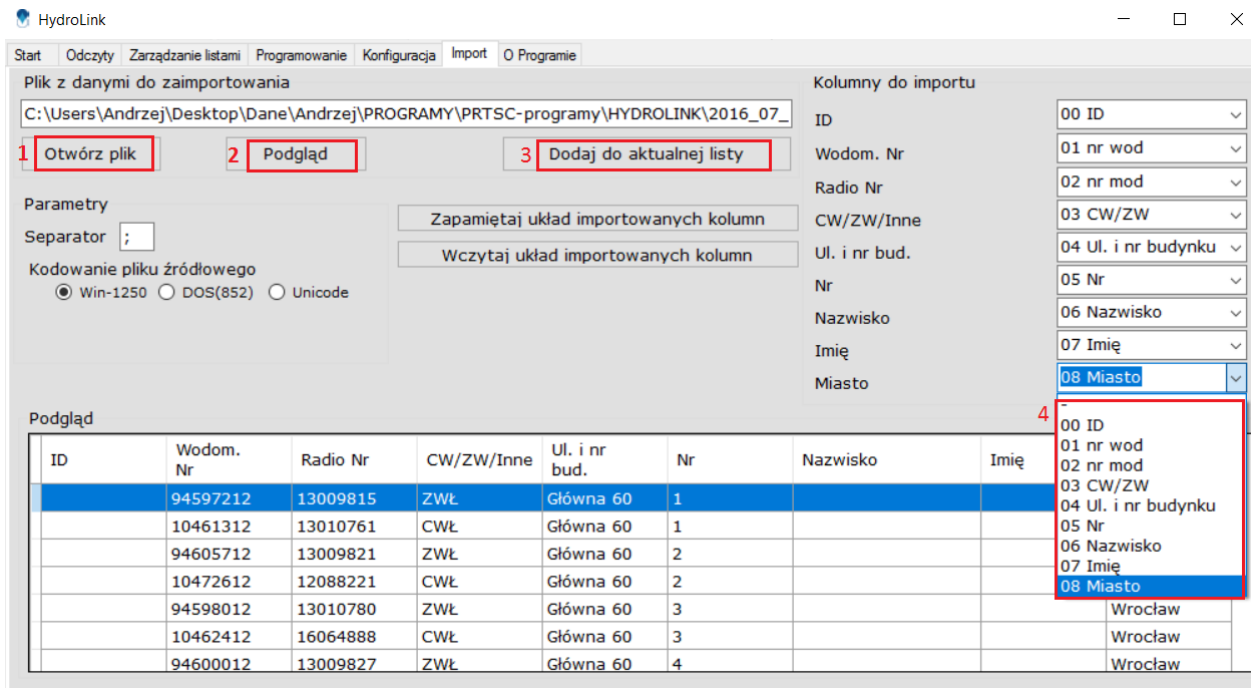 HydroLink
Start Odczyty Zarządzanie listami Programowanie Konfiguracja Import O Programie
Plik z danymi do zaimportowania
C:\Users\Andrzej\Desktop\Dane\Andrzej\PROGRAMY\PRTSC-programy\HYDROLINK\2016_07_
1 Otwórz plik 2 Podgląd 3 Dodaj do aktualnej listy
Parametry
Separator ;
Kodowanie pliku źródłowego
Win-1250 DOS(852) Unicode
Zapamiętaj układ importowanych kolumn
Wczytaj układ importowanych kolumn
Kolumny do importu
ID 00 ID
Wodom. Nr 01 nr wod
Radio Nr 02 nr mod
CW/ZW/Inne 03 CW/ZW
Ul. i nr bud. 04 Ul. i nr budynku
Nr 05 Nr
Nazwisko 06 Nazwisko
Imię 07 Imię
Miasto 08 Miasto
4
-
00 ID
01 nr wod
02 nr mod
03 CW/ZW
04 Ul. i nr budynku
05 Nr
06 Nazwisko
07 Imię
08 Miasto
Podgląd
ID Wodom. Nr Radio Nr CW/ZW/Inne Ul. i nr bud. Nr Nazwisko Imię
94597212 13009815 ZWŁ Główna 60 1
10461312 13010761 CWŁ Główna 60 1
94605712 13009821 ZWŁ Główna 60 2
10472612 12088221 CWŁ Główna 60 2
94598012 13010780 ZWŁ Główna 60 3 Wrocław
10462412 16064888 CWŁ Główna 60 3 Wrocław
94600012 13009827 ZWŁ Główna 60 4 Wrocław